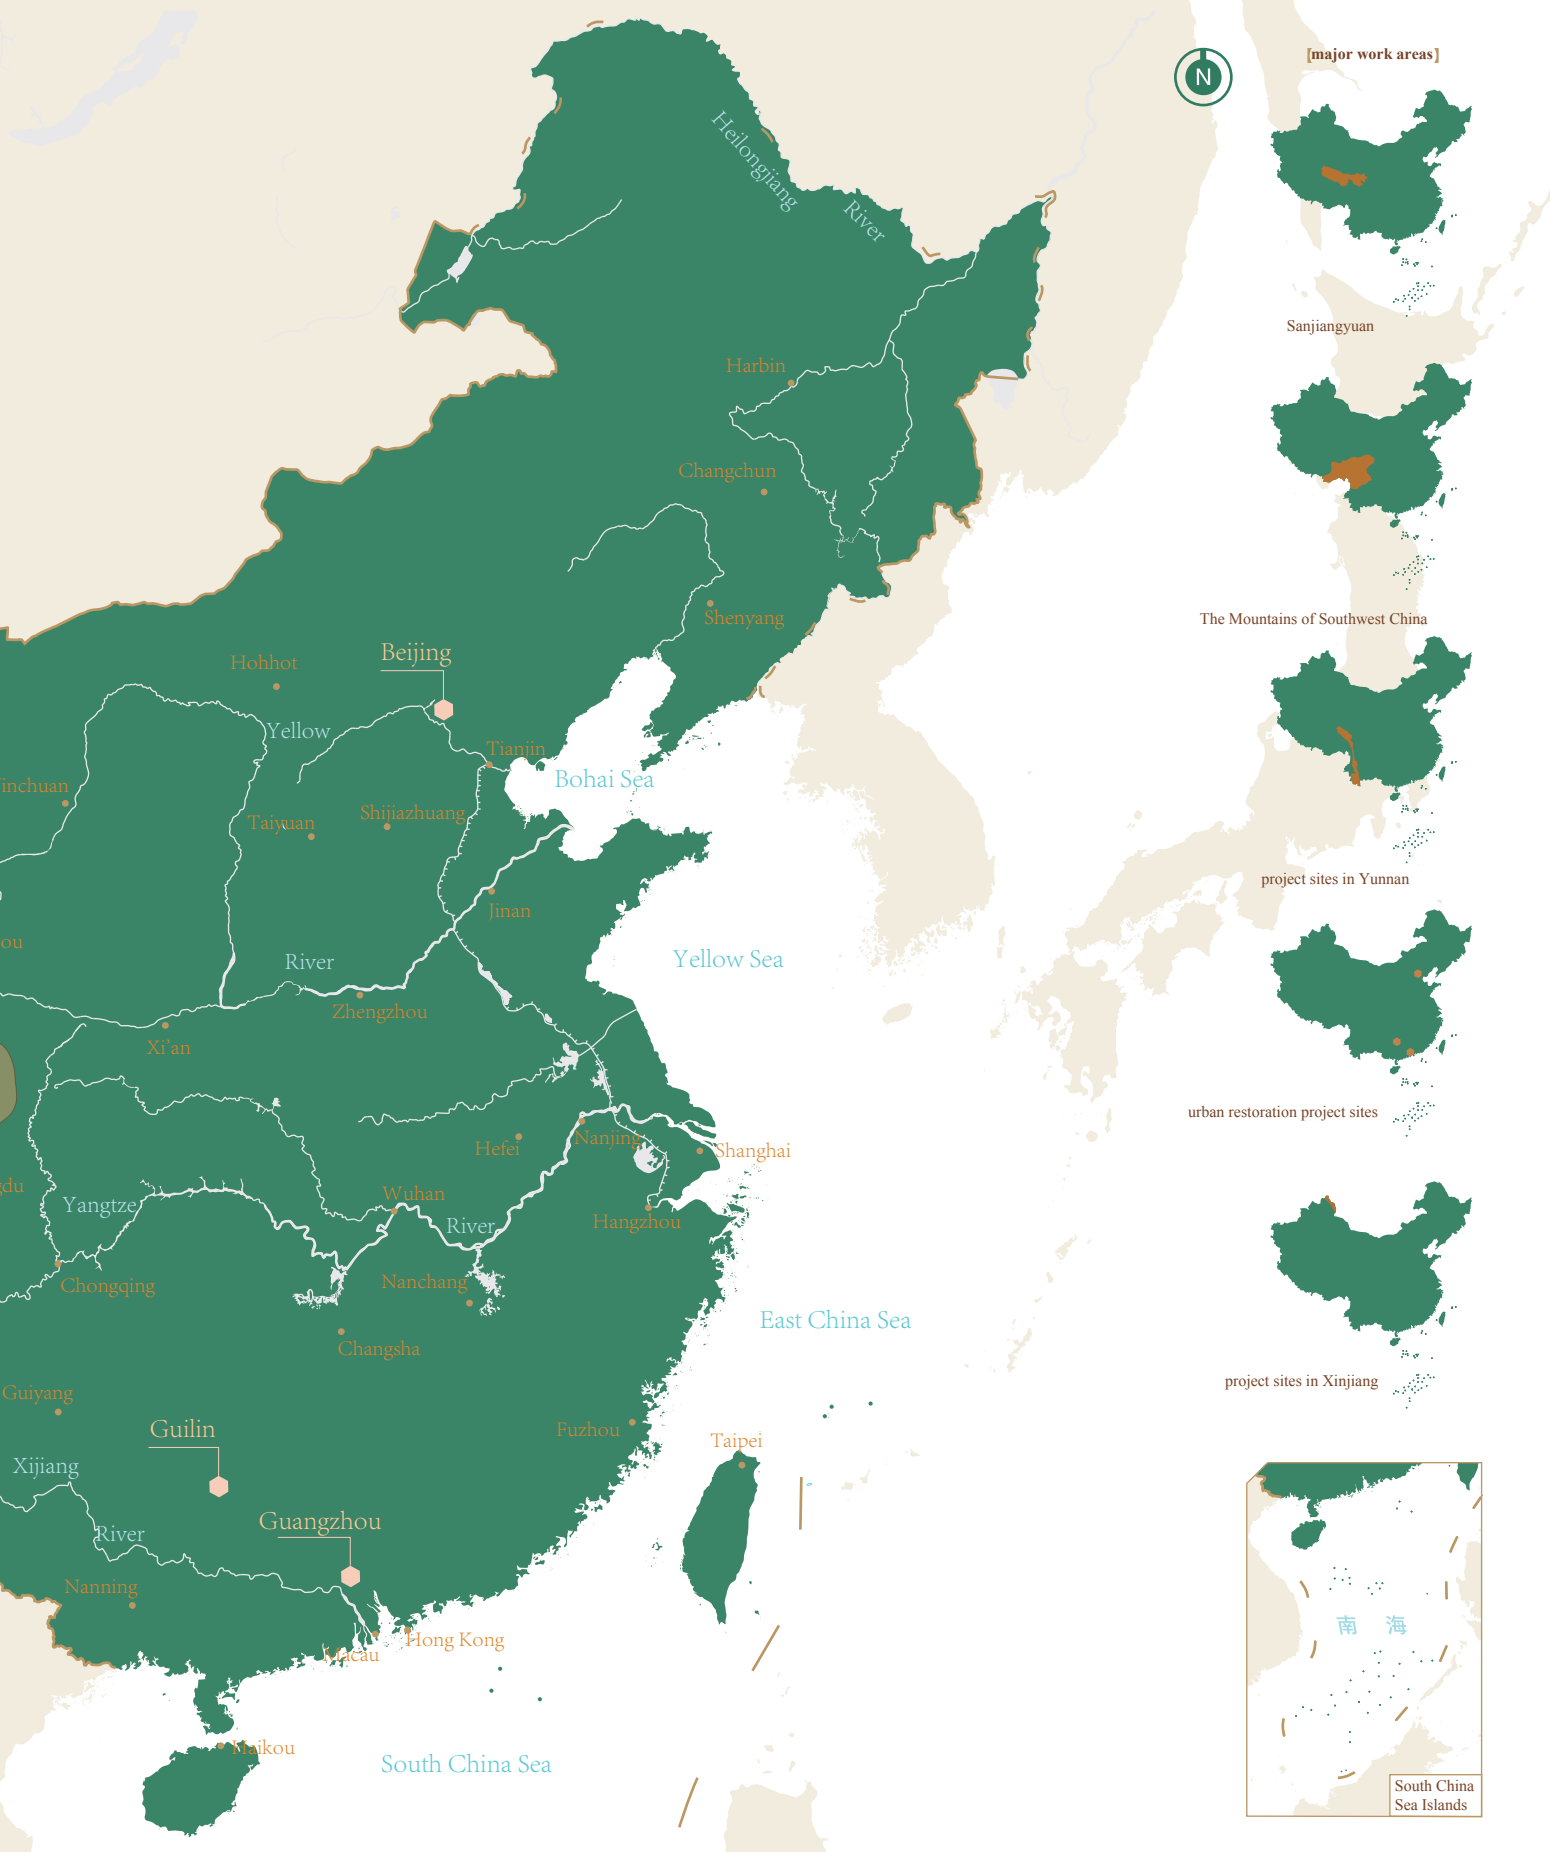 N
【major work areas】
Heilongjiang
River
Sanjiangyuan
Harbin
Changchun
Shenyang
The Mountains of Southwest China
Beijing
Hohhot
Yellow
Tianjin
Bohai Sea
inchuan
Taiyuan
Shijiazhuang
project sites in Yunnan
Jinan
ou
River
Yellow Sea
Zhengzhou
Xi’an
urban restoration project sites
Hefei
Nanjing
Shanghai
gdu
Yangtze
Wuhan
River
Hangzhou
Chongqing
Nanchang
East China Sea
Changsha
project sites in Xinjiang
Guiyang
Guilin
Fuzhou
Taipei
Xijiang
Guangzhou
River
Nanning
Macau
Hong Kong
南 海
Haikou
South China Sea
South China
Sea Islands